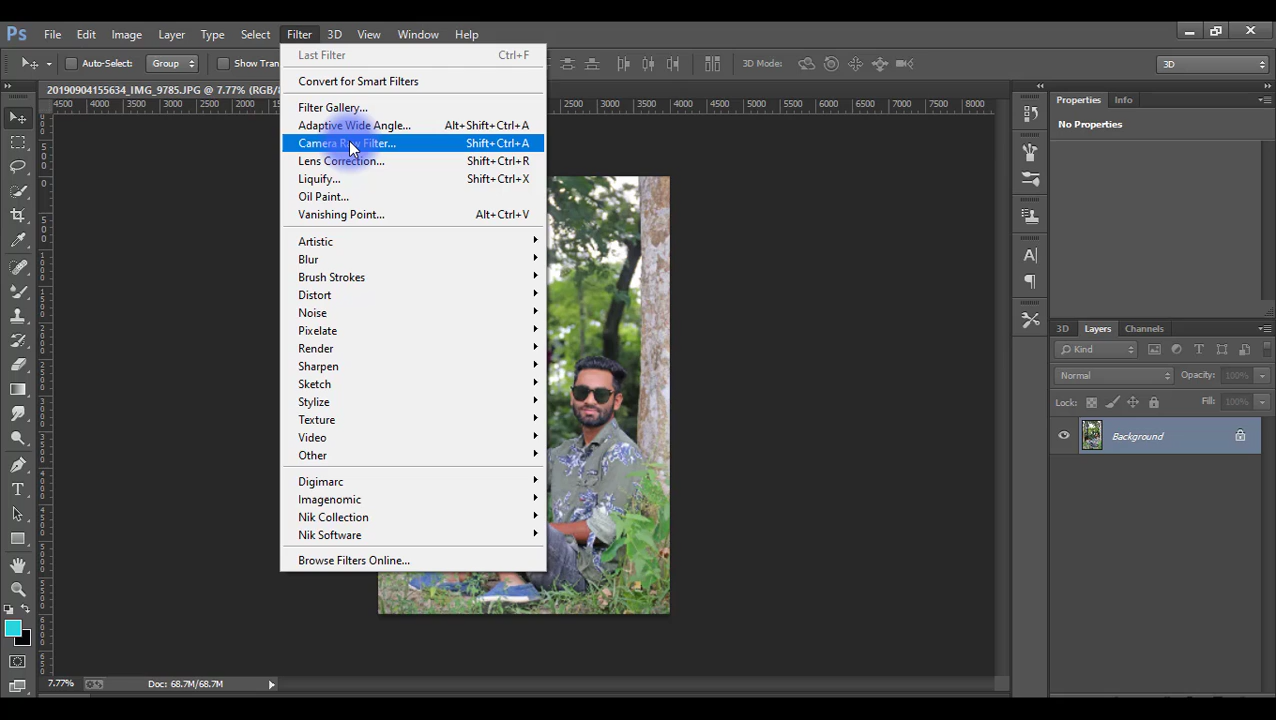 Ps File Edit Image Layer Type Select Filter 3D View Window Help
Auto-Select: Group Show Tran 3D Mode: 3D
20190904155634_IMG_9785.JPG @ 7.77% (RGB/8
4500 4000 2500 3000 3500 4000 4500 5000 5500 6000 6500 7000 7500 8000
Last Filter Ctrl+F
Convert for Smart Filters
Filter Gallery...
Adaptive Wide Angle... Alt+Shift+Ctrl+A
Camera Raw Filter... Shift+Ctrl+A
Lens Correction... Shift+Ctrl+R
Liquify... Shift+Ctrl+X
Oil Paint...
Vanishing Point... Alt+Ctrl+V
Artistic
Blur
Brush Strokes
Distort
Noise
Pixelate
Render
Sharpen
Sketch
Stylize
Texture
Video
Other
Digimarc
Imagenomic
Nik Collection
Nik Software
Browse Filters Online...
Properties Info
No Properties
3D Layers Channels
Kind
Normal Opacity: 100%
Lock: Fill: 100%
Background
7.77% Doc: 68.7M/68.7M